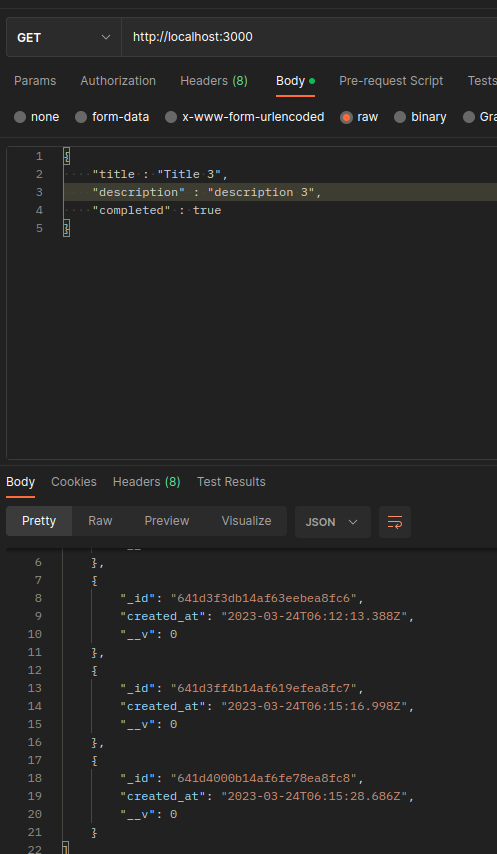 GET http://localhost:3000
Params Authorization Headers (8) Body Pre-request Script Tests
none form-data x-www-form-urlencoded raw binary Gra
1 {
2 "title : "Title 3",
3 "description" : "description 3",
4 "completed" : true
5 }
Body Cookies Headers (8) Test Results
Pretty Raw Preview Visualize JSON
6 },
7 {
8 "_id": "641d3f3db14af63eebea8fc6",
9 "created_at": "2023-03-24T06:12:13.388Z",
10 "__v": 0
11 },
12 {
13 "_id": "641d3ff4b14af619efea8fc7",
14 "created_at": "2023-03-24T06:15:16.998Z",
15 "__v": 0
16 },
17 {
18 "_id": "641d4000b14af6fe78ea8fc8",
19 "created_at": "2023-03-24T06:15:28.686Z",
20 "__v": 0
21 }
22 ]